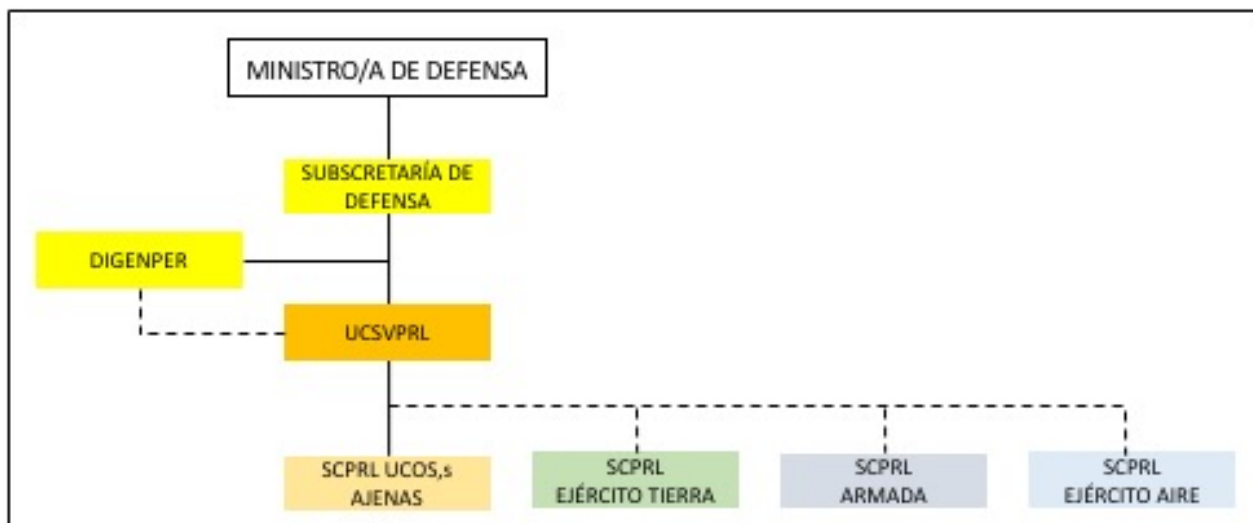 MINISTRO/A DE DEFENSA
SUBSCRETARÍA DE
DEFENSA
DIGENPER
UCSVPRL
SCPRL UCOS,s
AJENAS
SCPRL
EJÉRCITO TIERRA
SCPRL
ARMADA
SCPRL
EJÉRCITO AIRE